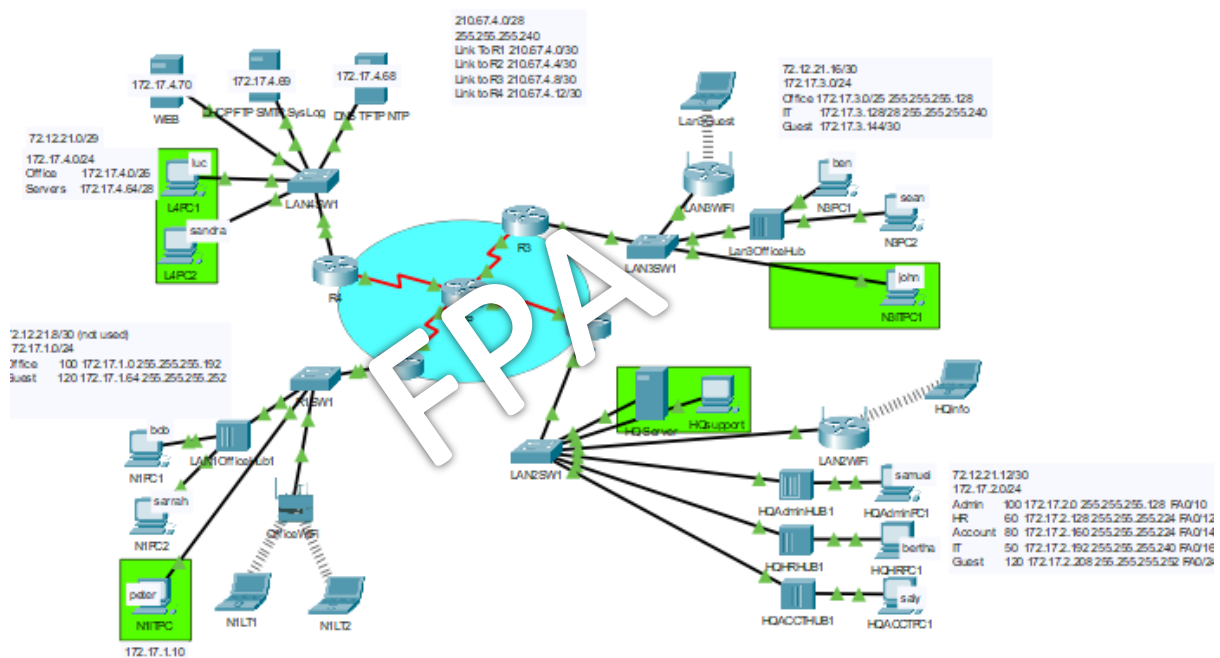 210.67.4.0/28
255.255.255.240
Link To R1 210.67.4.0/30
Link to R2 210.67.4.4/30
Link to R3 210.67.4.8/30
Link to R4 210.67.4.12/30
172.17.4.70
WEB
172.17.4.69
DHCP FTP SMTP SysLog
172.17.4.68
DNS TFTP NTP
72.12.21.0/29
172.17.4.0/24
Office 172.17.4.0/26
Servers 172.17.4.64/28
luc
L4PC1
sandra
L4PC2
LAN4SW1
R4
R3
72.12.21.16/30
172.17.3.0/24
Office 172.17.3.0/25 255.255.255.128
IT 172.17.3.128/28 255.255.255.240
Guest 172.17.3.144/30
Lan3Guest
LAN3WIFI
LAN3SW1
Lan3OfficeHub
ben
N3PC1
sean
N3PC2
john
N3ITPC1
FPA
2.12.21.8/30 (not used)
172.17.1.0/24
Office 100 172.17.1.0 255.255.255.192
Guest 120 172.17.1.64 255.255.255.252
R1SW1
bob
N1PC1
LAN1OfficeHub1
sarrah
N1PC2
peter
N1ITPC
172.17.1.10
OfficeWiFi
N1LT1
N1LT2
HQServer
HQsupport
LAN2SW1
LAN2WIFI
HQInfo
HQAdminHUB1
samuel
HQAdminPC1
HQHRHUB1
bertha
HQHRPC1
HQACCTHUB1
saly
HQACCTPC1
72.12.21.12/30
172.17.2.0/24
Admin 100 172.17.2.0 255.255.255.128 FA0/10
HR 60 172.17.2.128 255.255.255.224 FA0/12
Account 80 172.17.2.160 255.255.255.224 FA0/14
IT 50 172.17.2.192 255.255.255.240 FA0/16
Guest 120 172.17.2.208 255.255.255.252 FA0/24